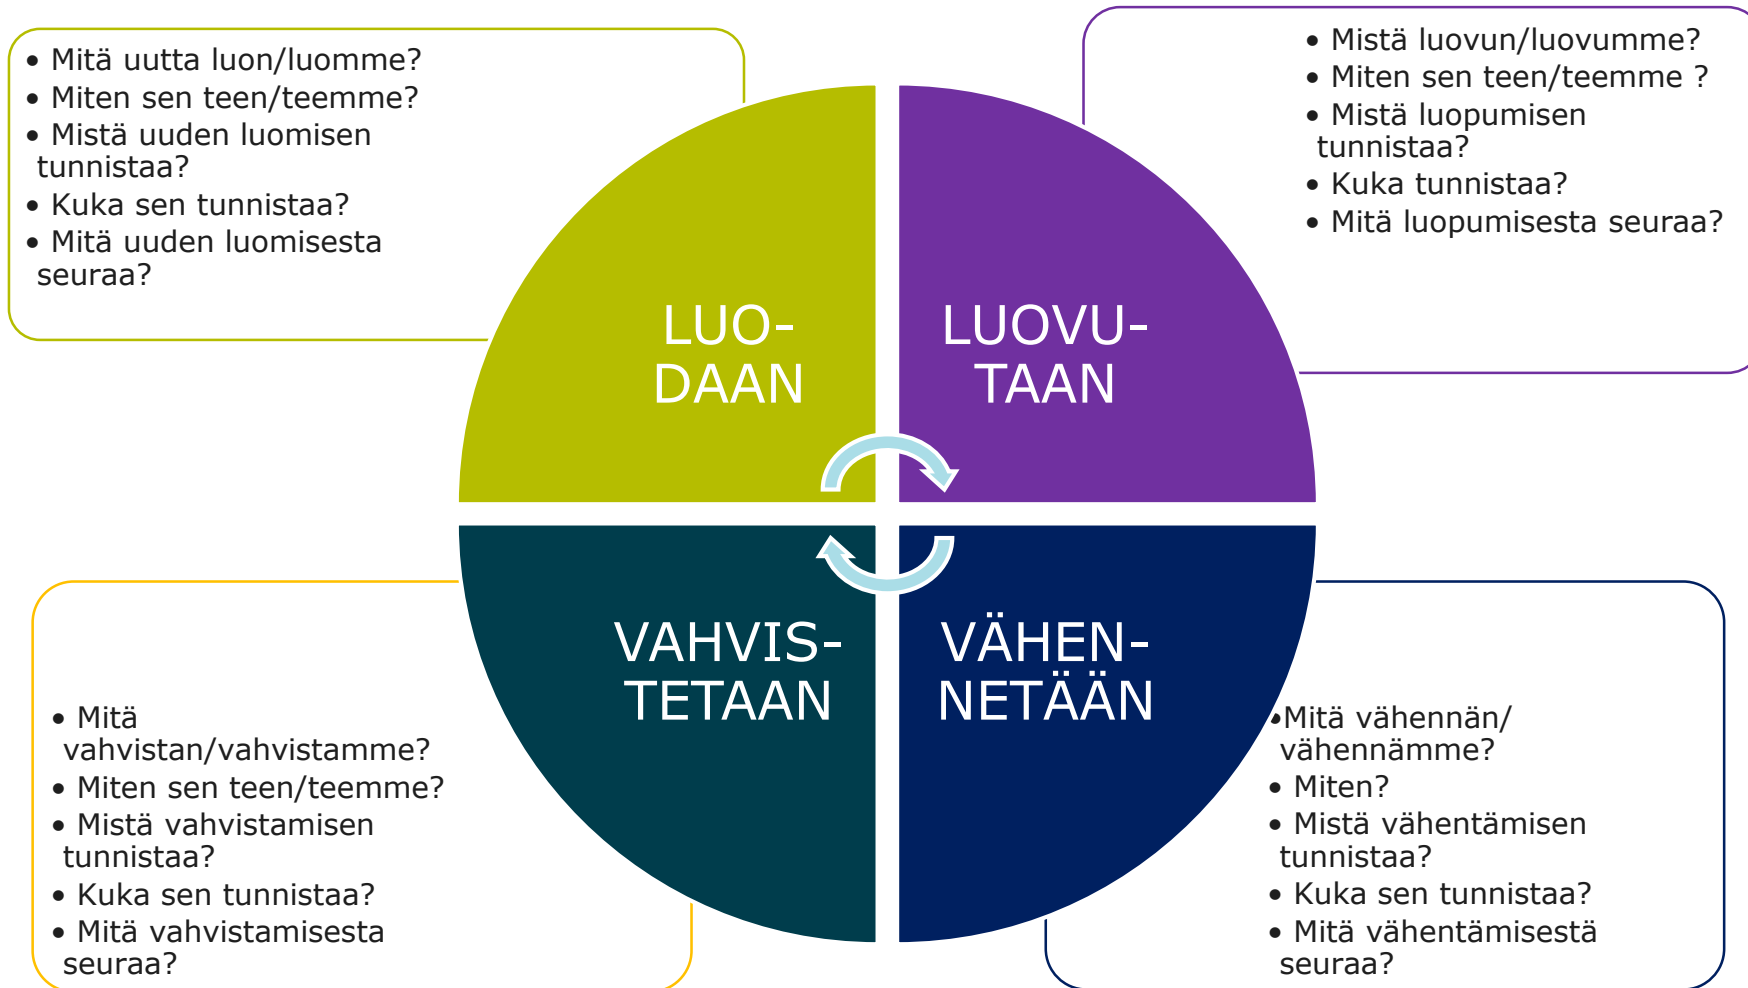 • Mitä uutta luon/luomme?
• Miten sen teen/teemme?
• Mistä uuden luomisen
tunnistaa?
• Kuka sen tunnistaa?
• Mitä uuden luomisesta
seuraa?
• Mistä luovun/luovumme?
• Miten sen teen/teemme ?
• Mistä luopumisen
tunnistaa?
• Kuka tunnistaa?
• Mitä luopumisesta seuraa?
LUO-
DAAN
LUOVU-
TAAN
VAHVIS-
TETAAN
VÄHEN-
NETÄÄN
• Mitä
vahvistan/vahvistamme?
• Miten sen teen/teemme?
• Mistä vahvistamisen
tunnistaa?
• Kuka sen tunnistaa?
• Mitä vahvistamisesta
seuraa?
•Mitä vähennän/
vähennämme?
• Miten?
• Mistä vähentämisen
tunnistaa?
• Kuka sen tunnistaa?
• Mitä vähentämisestä
seuraa?